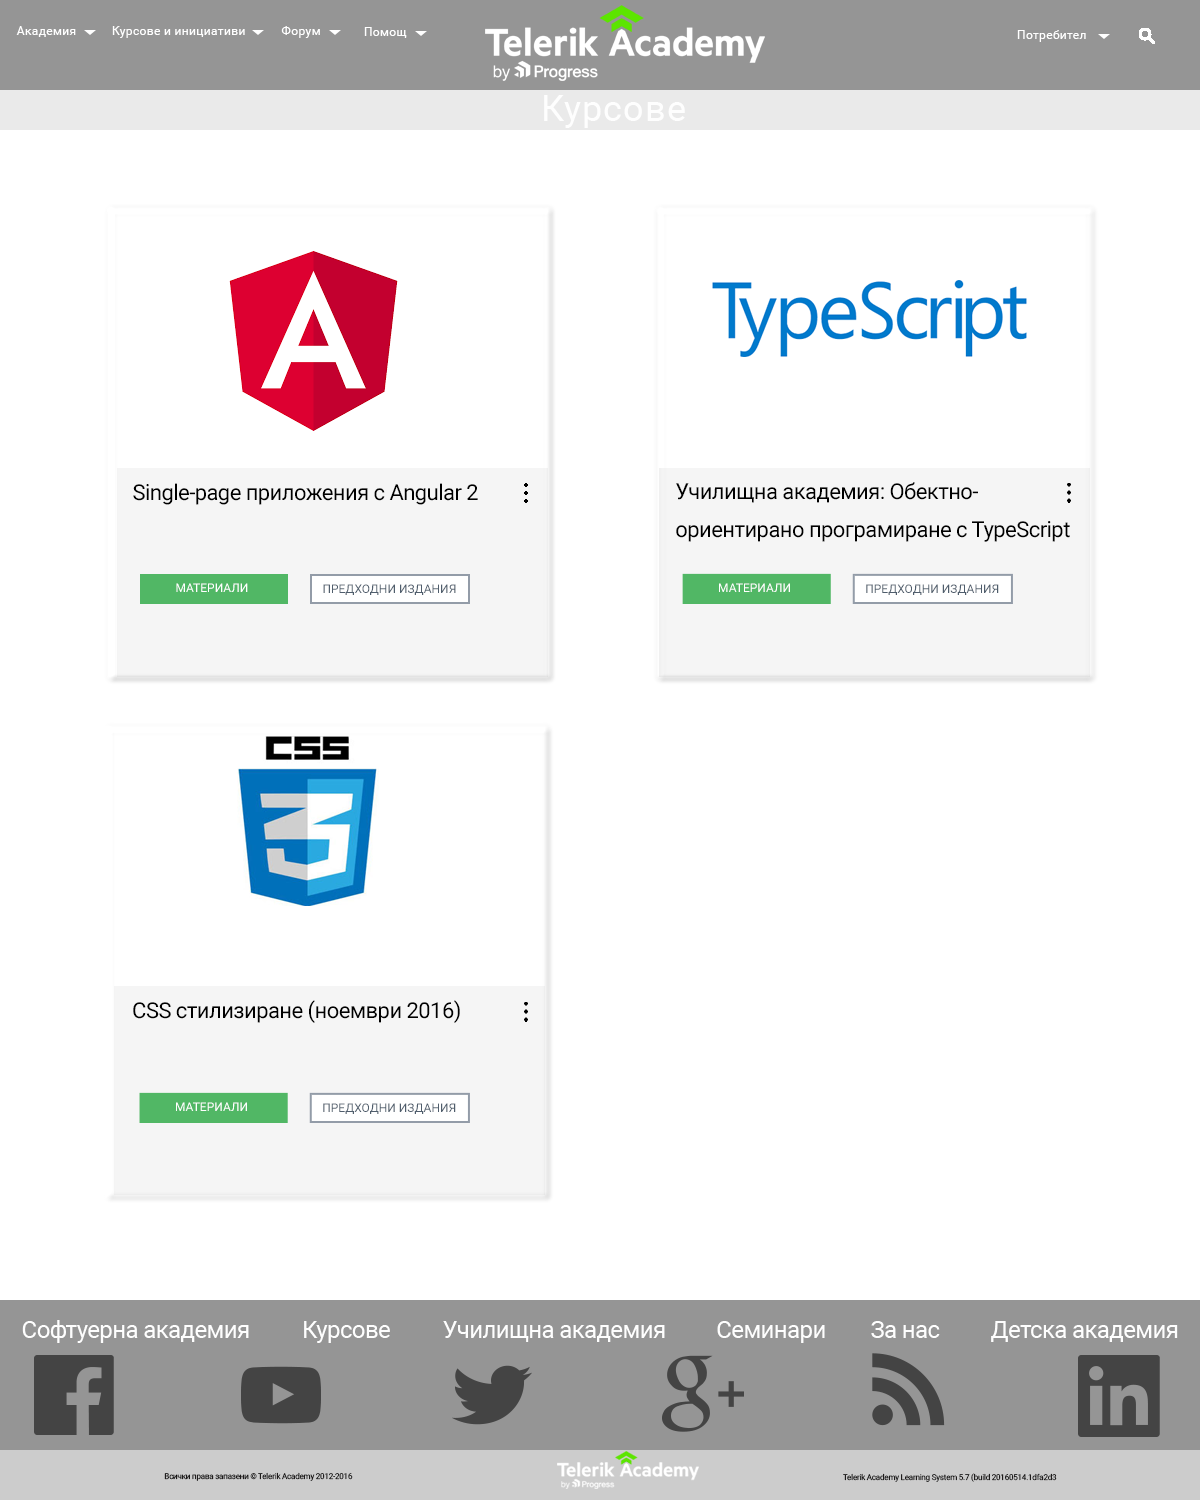 Академия Курсове и инициативи Форум Помощ Telerik Academy Потребител
by Progress
Курсове
TypeScript
Single-page приложения с Angular 2
Училищна академия: Обектно-
ориентирано програмиране с TypeScript
МАТЕРИАЛИ ПРЕДХОДНИ ИЗДАНИЯ
МАТЕРИАЛИ ПРЕДХОДНИ ИЗДАНИЯ
CSS
3
CSS стилизиране (ноември 2016)
МАТЕРИАЛИ ПРЕДХОДНИ ИЗДАНИЯ
Софтуерна академия Курсове Училищна академия Семинари За нас Детска академия
f g+ in
Всички права запазени © Telerik Academy 2012-2016
Telerik Academy
by Progress
Telerik Academy Learning System 5.7 (build 20160514.1dfa2d3